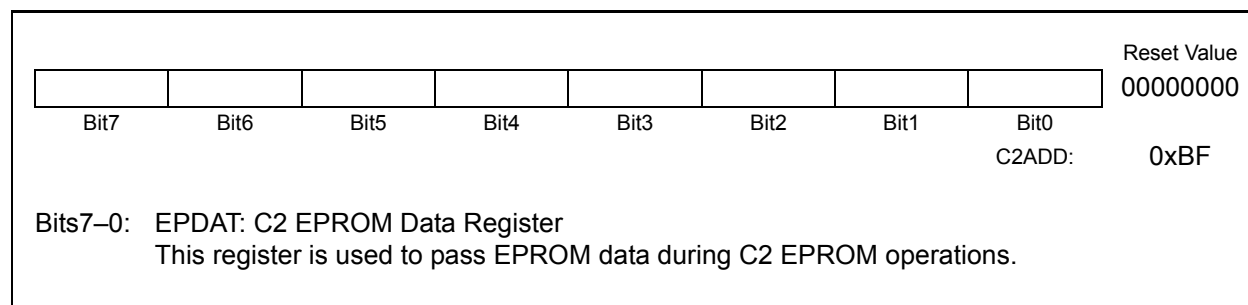 Reset Value
00000000
Bit7 Bit6 Bit5 Bit4 Bit3 Bit2 Bit1 Bit0
C2ADD: 0xBF
Bits7–0: EPDAT: C2 EPROM Data Register
This register is used to pass EPROM data during C2 EPROM operations.